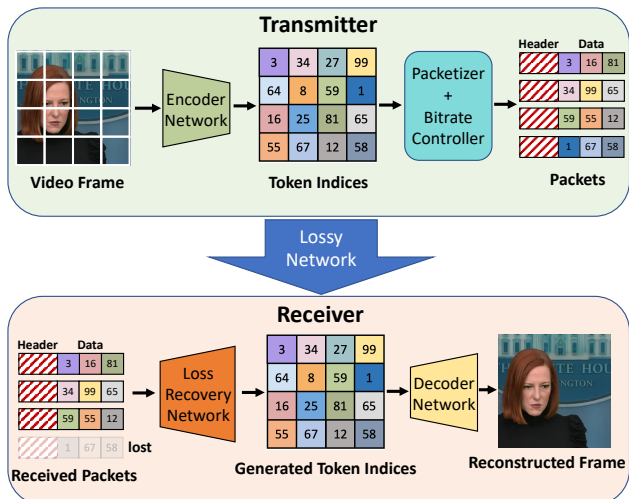 Transmitter
Header Data
3 34 27 99
64 8 59 1
16 25 81 65
55 67 12 58
3 16 81
34 99 65
59 55 12
1 67 58
Encoder
Network
Packetizer
+
Bitrate
Controller
Video Frame
Token Indices
Packets
Lossy
Network
Receiver
Header Data
3 16 81
34 99 65
59 55 12
1 67 58 lost
Loss
Recovery
Network
3 34 27 99
64 8 59 1
16 25 81 65
55 67 12 58
Decoder
Network
Received Packets
Generated Token Indices
Reconstructed Frame